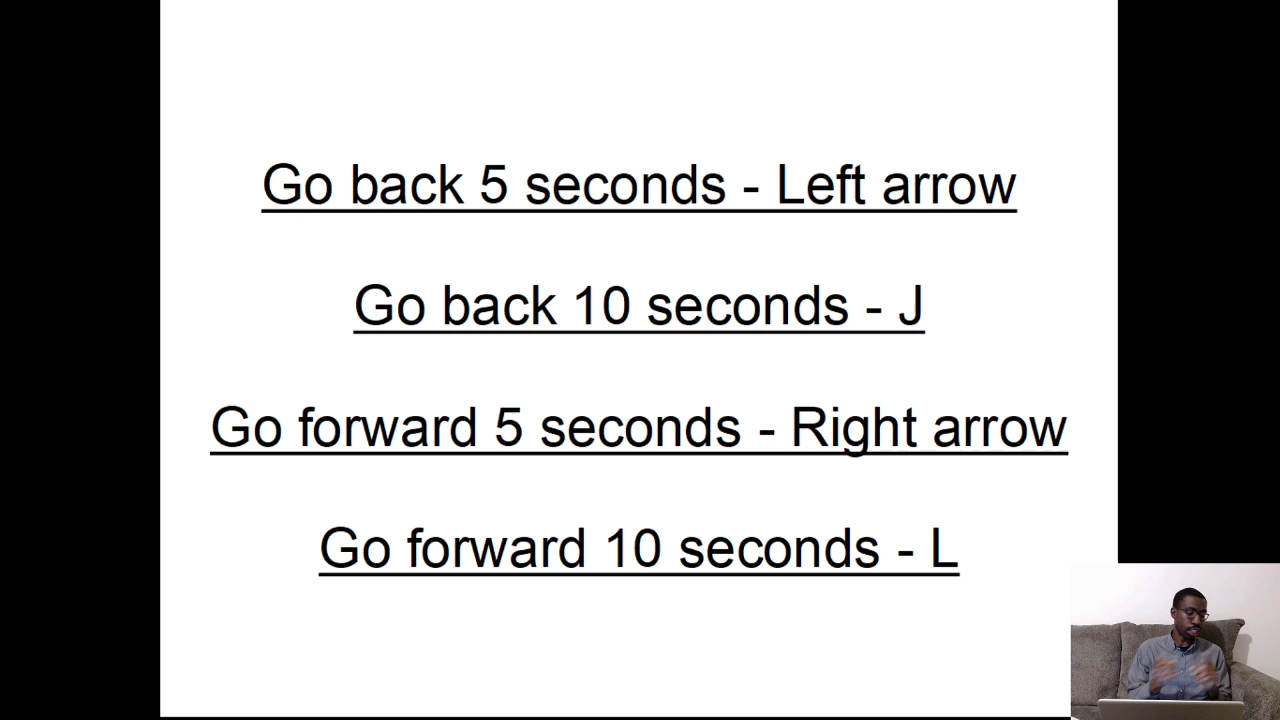 Go back 5 seconds - Left arrow
Go back 10 seconds - J
Go forward 5 seconds - Right arrow
Go forward 10 seconds - L